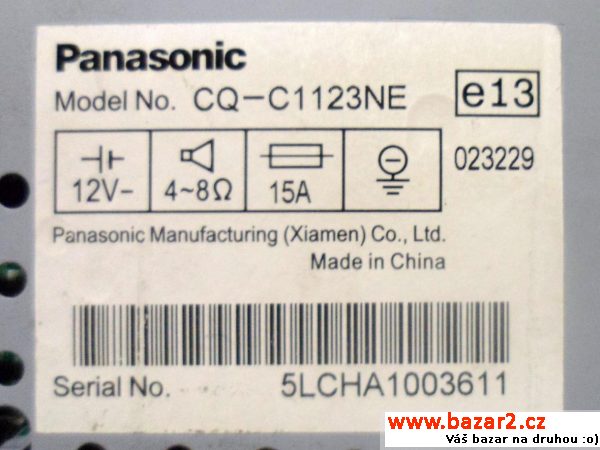 Panasonic
Model No. CQ-C1123NE
e13
12V- 4~8Ω 15A
023229
Panasonic Manufacturing (Xiamen) Co., Ltd.
Made in China
Serial No. 5LCHA1003611
www.bazar2.cz
Váš bazar na druhou :o)